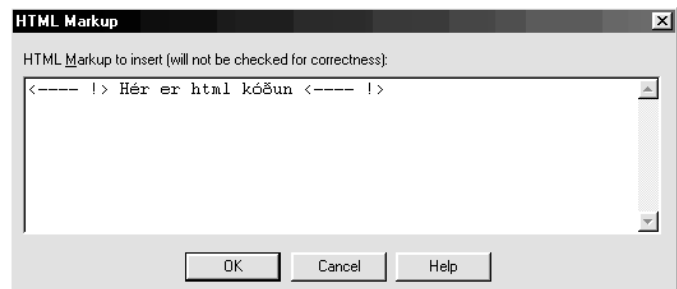 HTML Markup
HTML Markup to insert (will not be checked for correctness):
<---- !> Hér er html kóðun <---- !>
OK Cancel Help